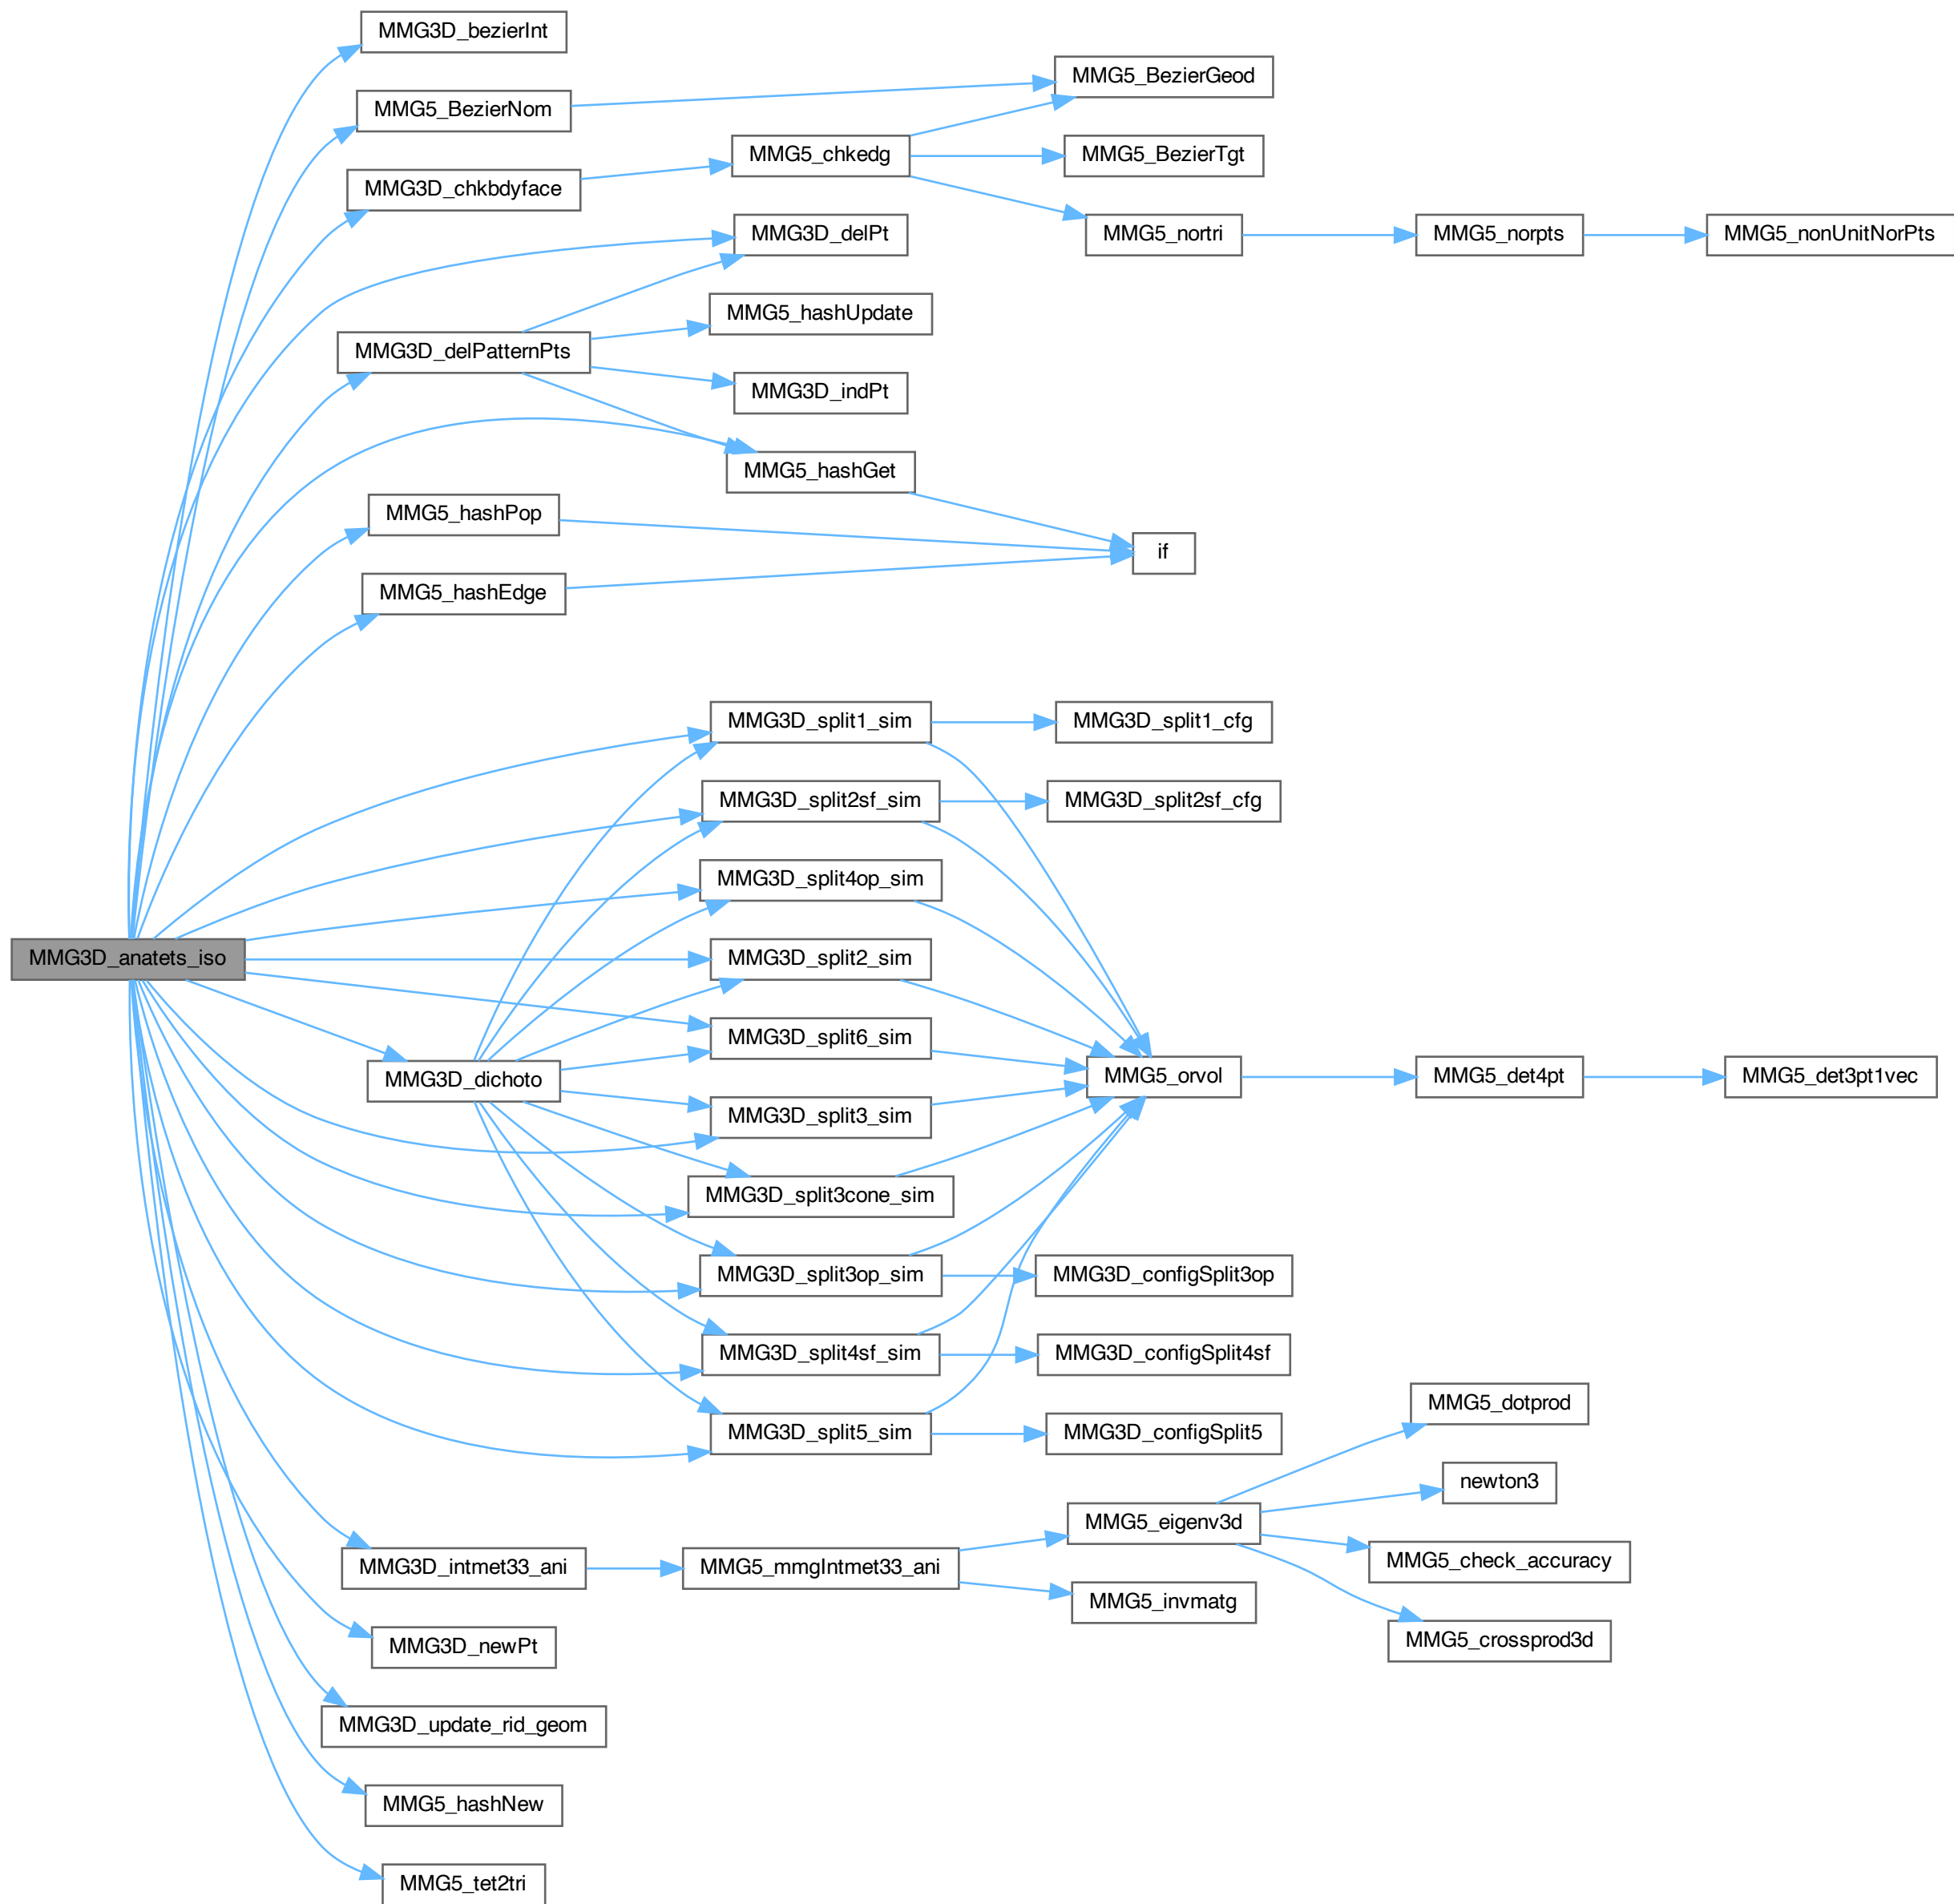 MMG3D_bezierInt
MMG5_BezierGeod
MMG5_BezierNom
MMG5_chkedg
MMG5_BezierTgt
MMG3D_chkbdyface
MMG3D_delPt
MMG5_nortri
MMG5_norpts
MMG5_nonUnitNorPts
MMG5_hashUpdate
MMG3D_delPatternPts
MMG3D_indPt
MMG5_hashGet
MMG5_hashPop
if
MMG5_hashEdge
MMG3D_split1_sim
MMG3D_split1_cfg
MMG3D_split2sf_sim
MMG3D_split2sf_cfg
MMG3D_split4op_sim
MMG3D_anatets_iso
MMG3D_split2_sim
MMG3D_split6_sim
MMG3D_dichoto
MMG5_orvol
MMG5_det4pt
MMG5_det3pt1vec
MMG3D_split3_sim
MMG3D_split3cone_sim
MMG3D_split3op_sim
MMG3D_configSplit3op
MMG3D_split4sf_sim
MMG3D_configSplit4sf
MMG5_dotprod
MMG3D_split5_sim
MMG3D_configSplit5
newton3
MMG5_eigenv3d
MMG5_check_accuracy
MMG3D_intmet33_ani
MMG5_mmgIntmet33_ani
MMG5_invmatg
MMG5_crossprod3d
MMG3D_newPt
MMG3D_update_rid_geom
MMG5_hashNew
MMG5_tet2tri